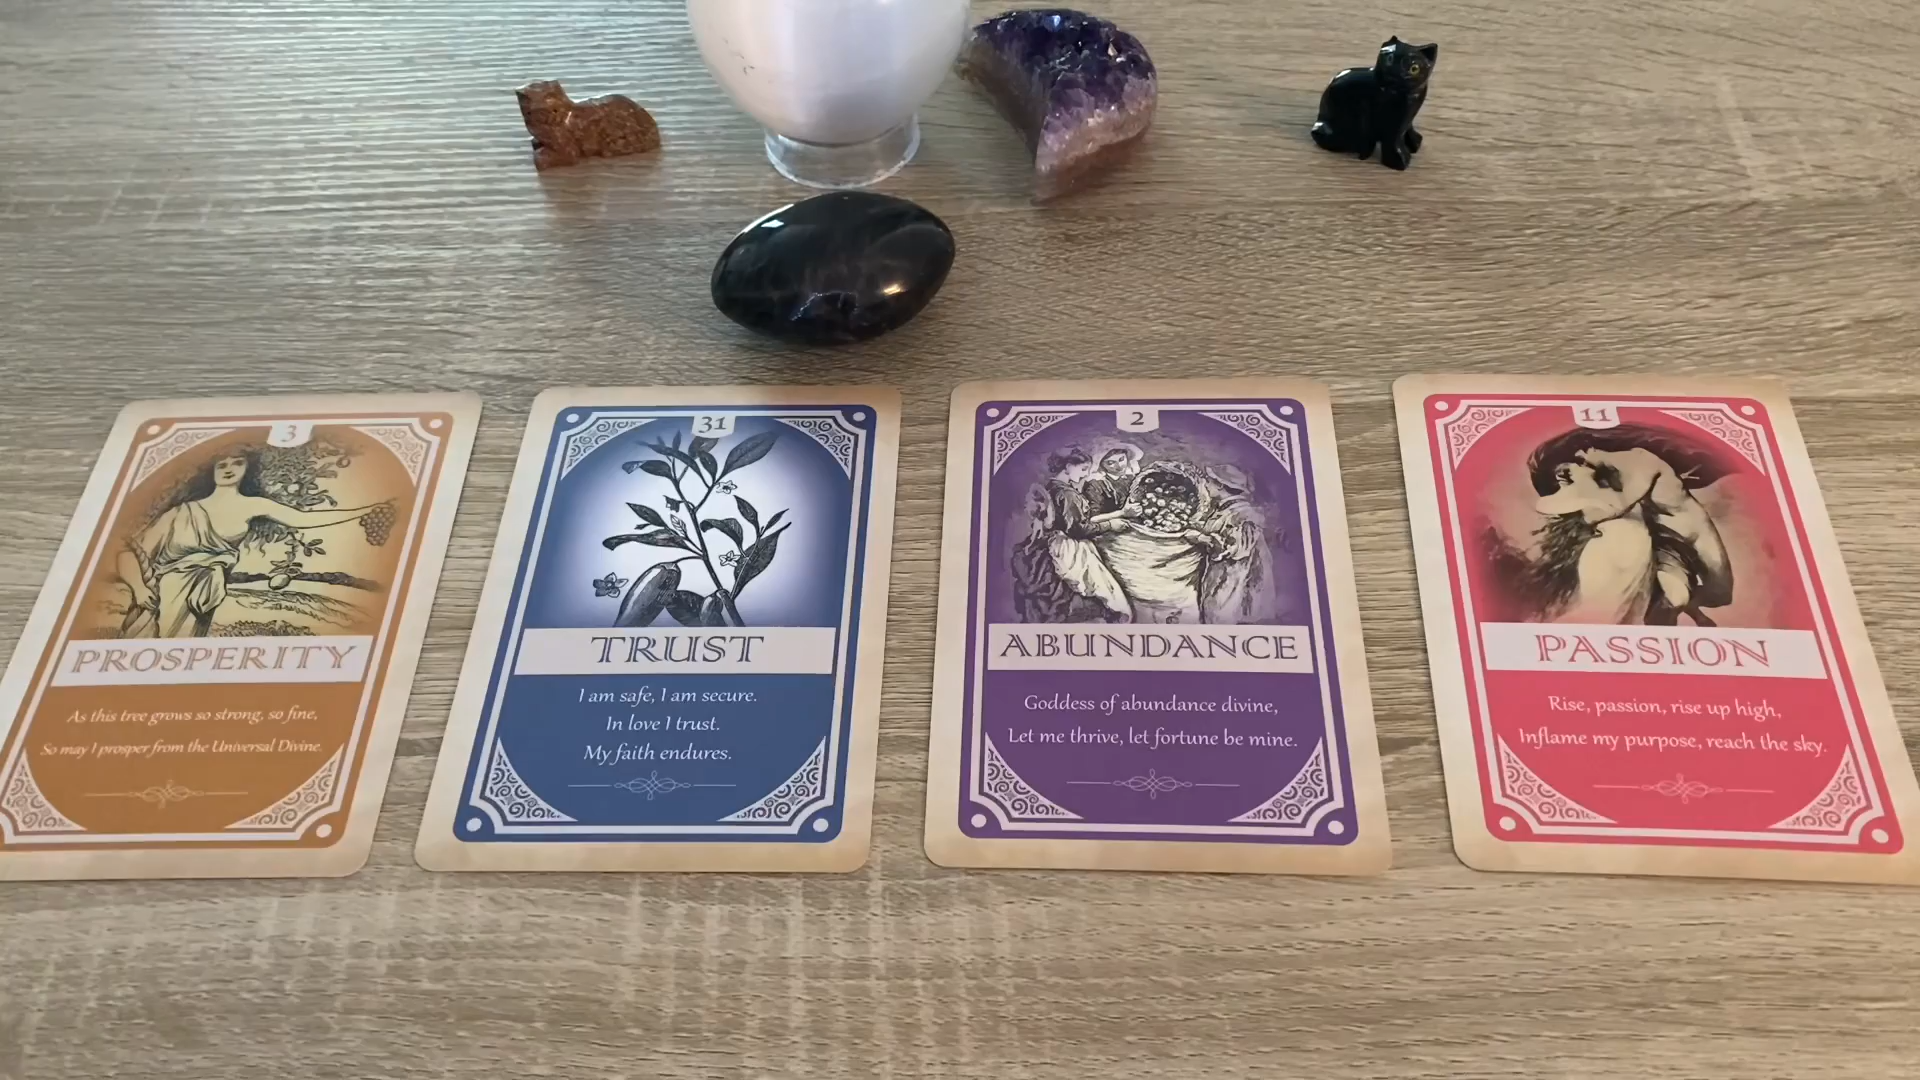 3
PROSPERITY
As this tree grows so strong, so fine,
So may I prosper from the Universal Divine.
31
TRUST
I am safe, I am secure.
In love I trust.
My faith endures.
2
ABUNDANCE
Goddess of abundance divine,
Let me thrive, let fortune be mine.
11
PASSION
Rise, passion, rise up high,
Inflame my purpose, reach the sky.